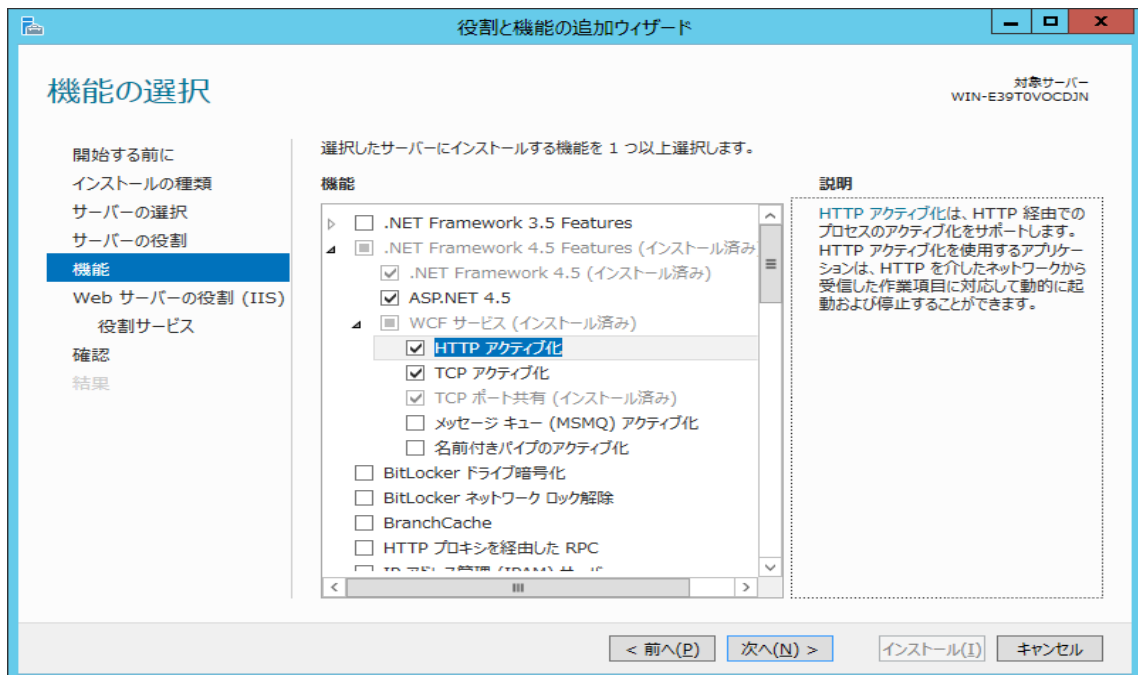 役割と機能の追加ウィザード
機能の選択
対象サーバー
WIN-E39T0VOCDJN
開始する前に
インストールの種類
サーバーの選択
サーバーの役割
機能
Web サーバーの役割 (IIS)
役割サービス
確認
結果
選択したサーバーにインストールする機能を 1 つ以上選択します。
機能
.NET Framework 3.5 Features
.NET Framework 4.5 Features (インストール済み
.NET Framework 4.5 (インストール済み)
ASP.NET 4.5
WCF サービス (インストール済み)
HTTP アクティブ化
TCP アクティブ化
TCP ポート共有 (インストール済み)
メッセージ キュー (MSMQ) アクティブ化
名前付きパイプのアクティブ化
BitLocker ドライブ暗号化
BitLocker ネットワーク ロック解除
BranchCache
HTTP プロキシを経由した RPC
IP アドレス管理 (IPAM) サーバー
説明
HTTP アクティブ化は、HTTP 経由での
プロセスのアクティブ化をサポートします。
HTTP アクティブ化を使用するアプリケー
ションは、HTTP を介したネットワークから
受信した作業項目に対応して動的に起
動および停止することができます。
< 前へ(P)
次へ(N) >
インストール(I)
キャンセル